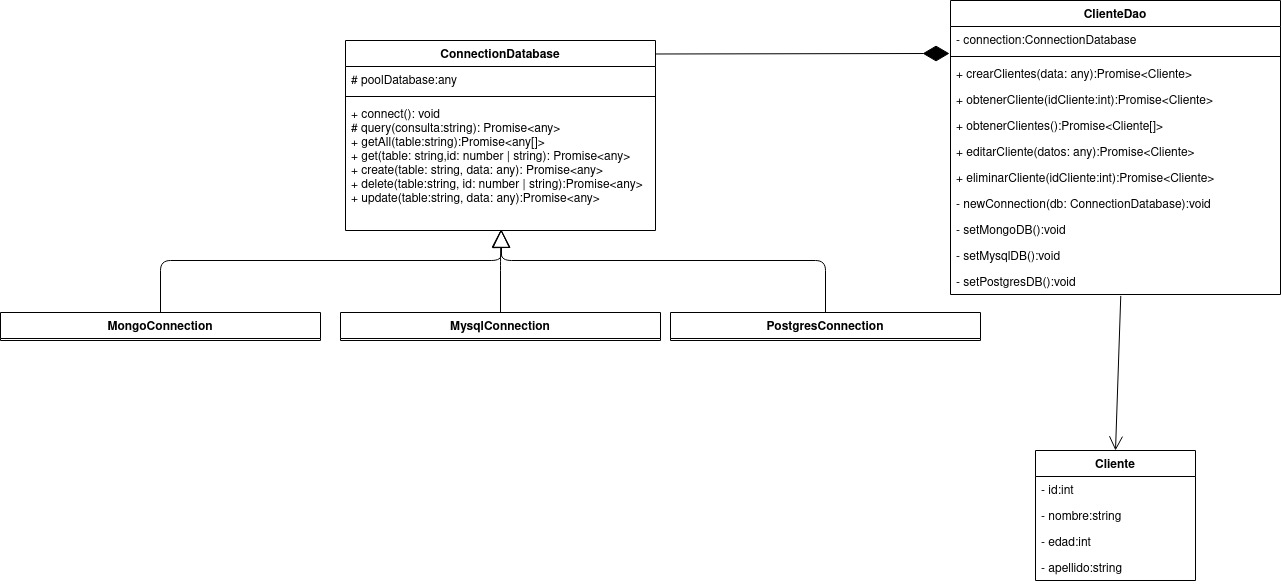 ConnectionDatabase
# poolDatabase:any
+ connect(): void
# query(consulta:string): Promise<any>
+ getAll(table:string):Promise<any[]>
+ get(table: string,id: number | string): Promise<any>
+ create(table: string, data: any): Promise<any>
+ delete(table:string, id: number | string):Promise<any>
+ update(table:string, data: any):Promise<any>
ClienteDao
- connection:ConnectionDatabase
+ crearClientes(data: any):Promise<Cliente>
+ obtenerCliente(idCliente:int):Promise<Cliente>
+ obtenerClientes():Promise<Cliente[]>
+ editarCliente(datos: any):Promise<Cliente>
+ eliminarCliente(idCliente:int):Promise<Cliente>
- newConnection(db: ConnectionDatabase):void
- setMongoDB():void
- setMysqlDB():void
- setPostgresDB():void
MongoConnection
MysqlConnection
PostgresConnection
Cliente
- id:int
- nombre:string
- edad:int
- apellido:string